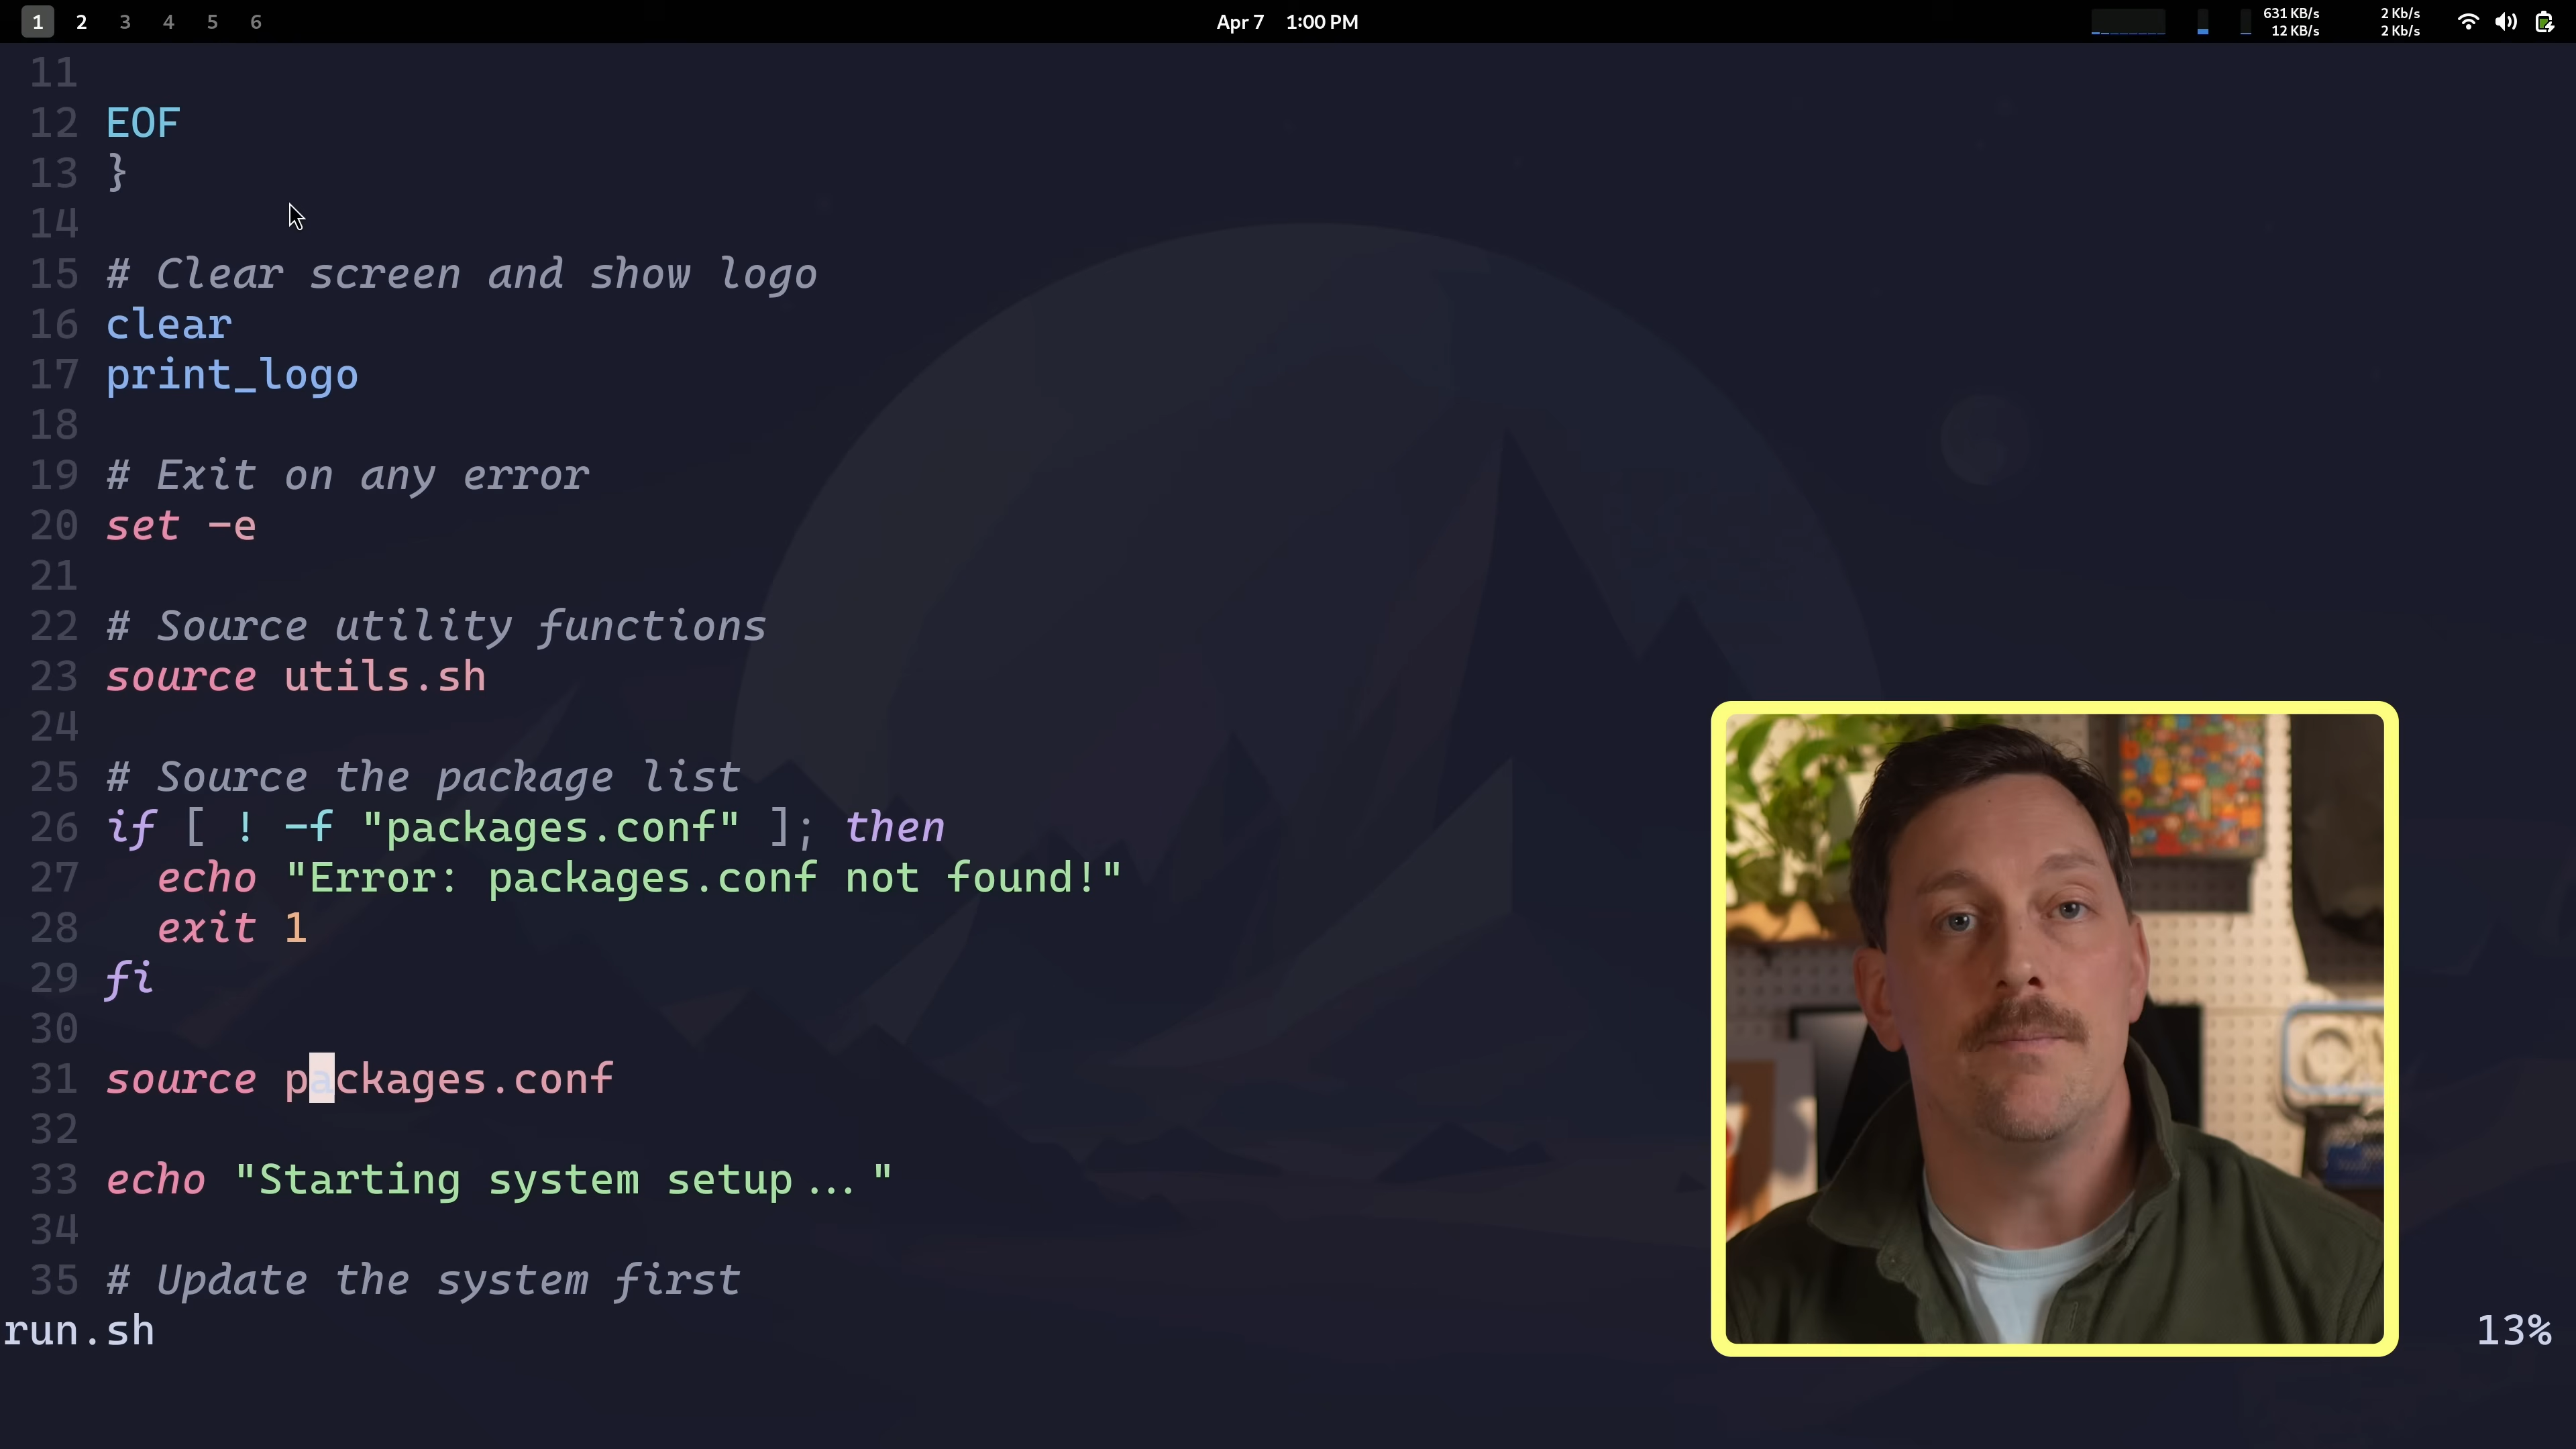 1 2 3 4 5 6
Apr 7 1:00 PM
631 KB/s 2 Kb/s
12 KB/s 2 Kb/s
11
12 EOF
13 }
14
15 # Clear screen and show logo
16 clear
17 print_logo
18
19 # Exit on any error
20 set -e
21
22 # Source utility functions
23 source utils.sh
24
25 # Source the package list
26 if [ ! -f "packages.conf" ]; then
27   echo "Error: packages.conf not found!"
28   exit 1
29 fi
30
31 source packages.conf
32
33 echo "Starting system setup..."
34
35 # Update the system first
run.sh 13%